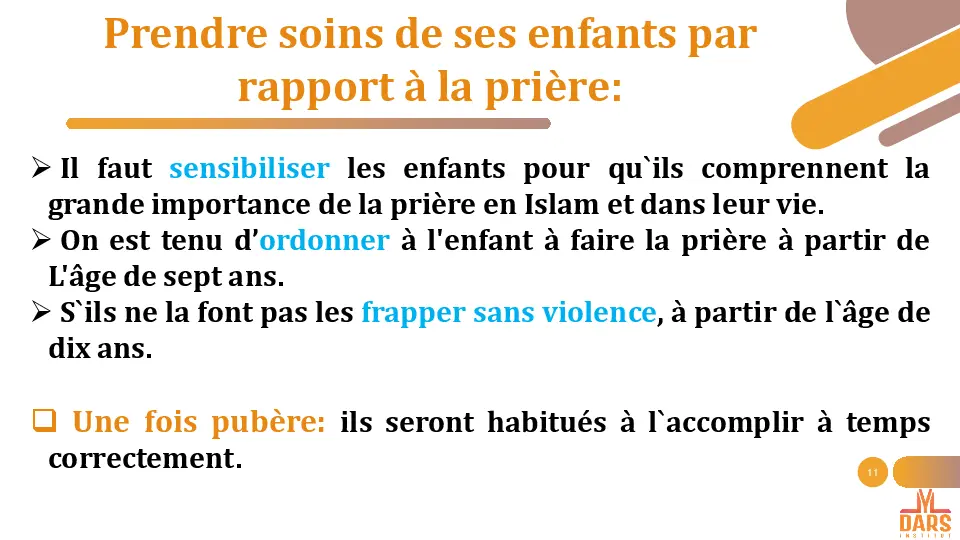 Prendre soins de ses enfants par
rapport à la prière:
➢ Il faut sensibiliser les enfants pour qu`ils comprennent la
grande importance de la prière en Islam et dans leur vie.
➢ On est tenu d’ordonner à l'enfant à faire la prière à partir de
L'âge de sept ans.
➢ S`ils ne la font pas les frapper sans violence, à partir de l`âge de
dix ans.
❑ Une fois pubère: ils seront habitués à l`accomplir à temps
correctement.
11
DARS
INSTITUT